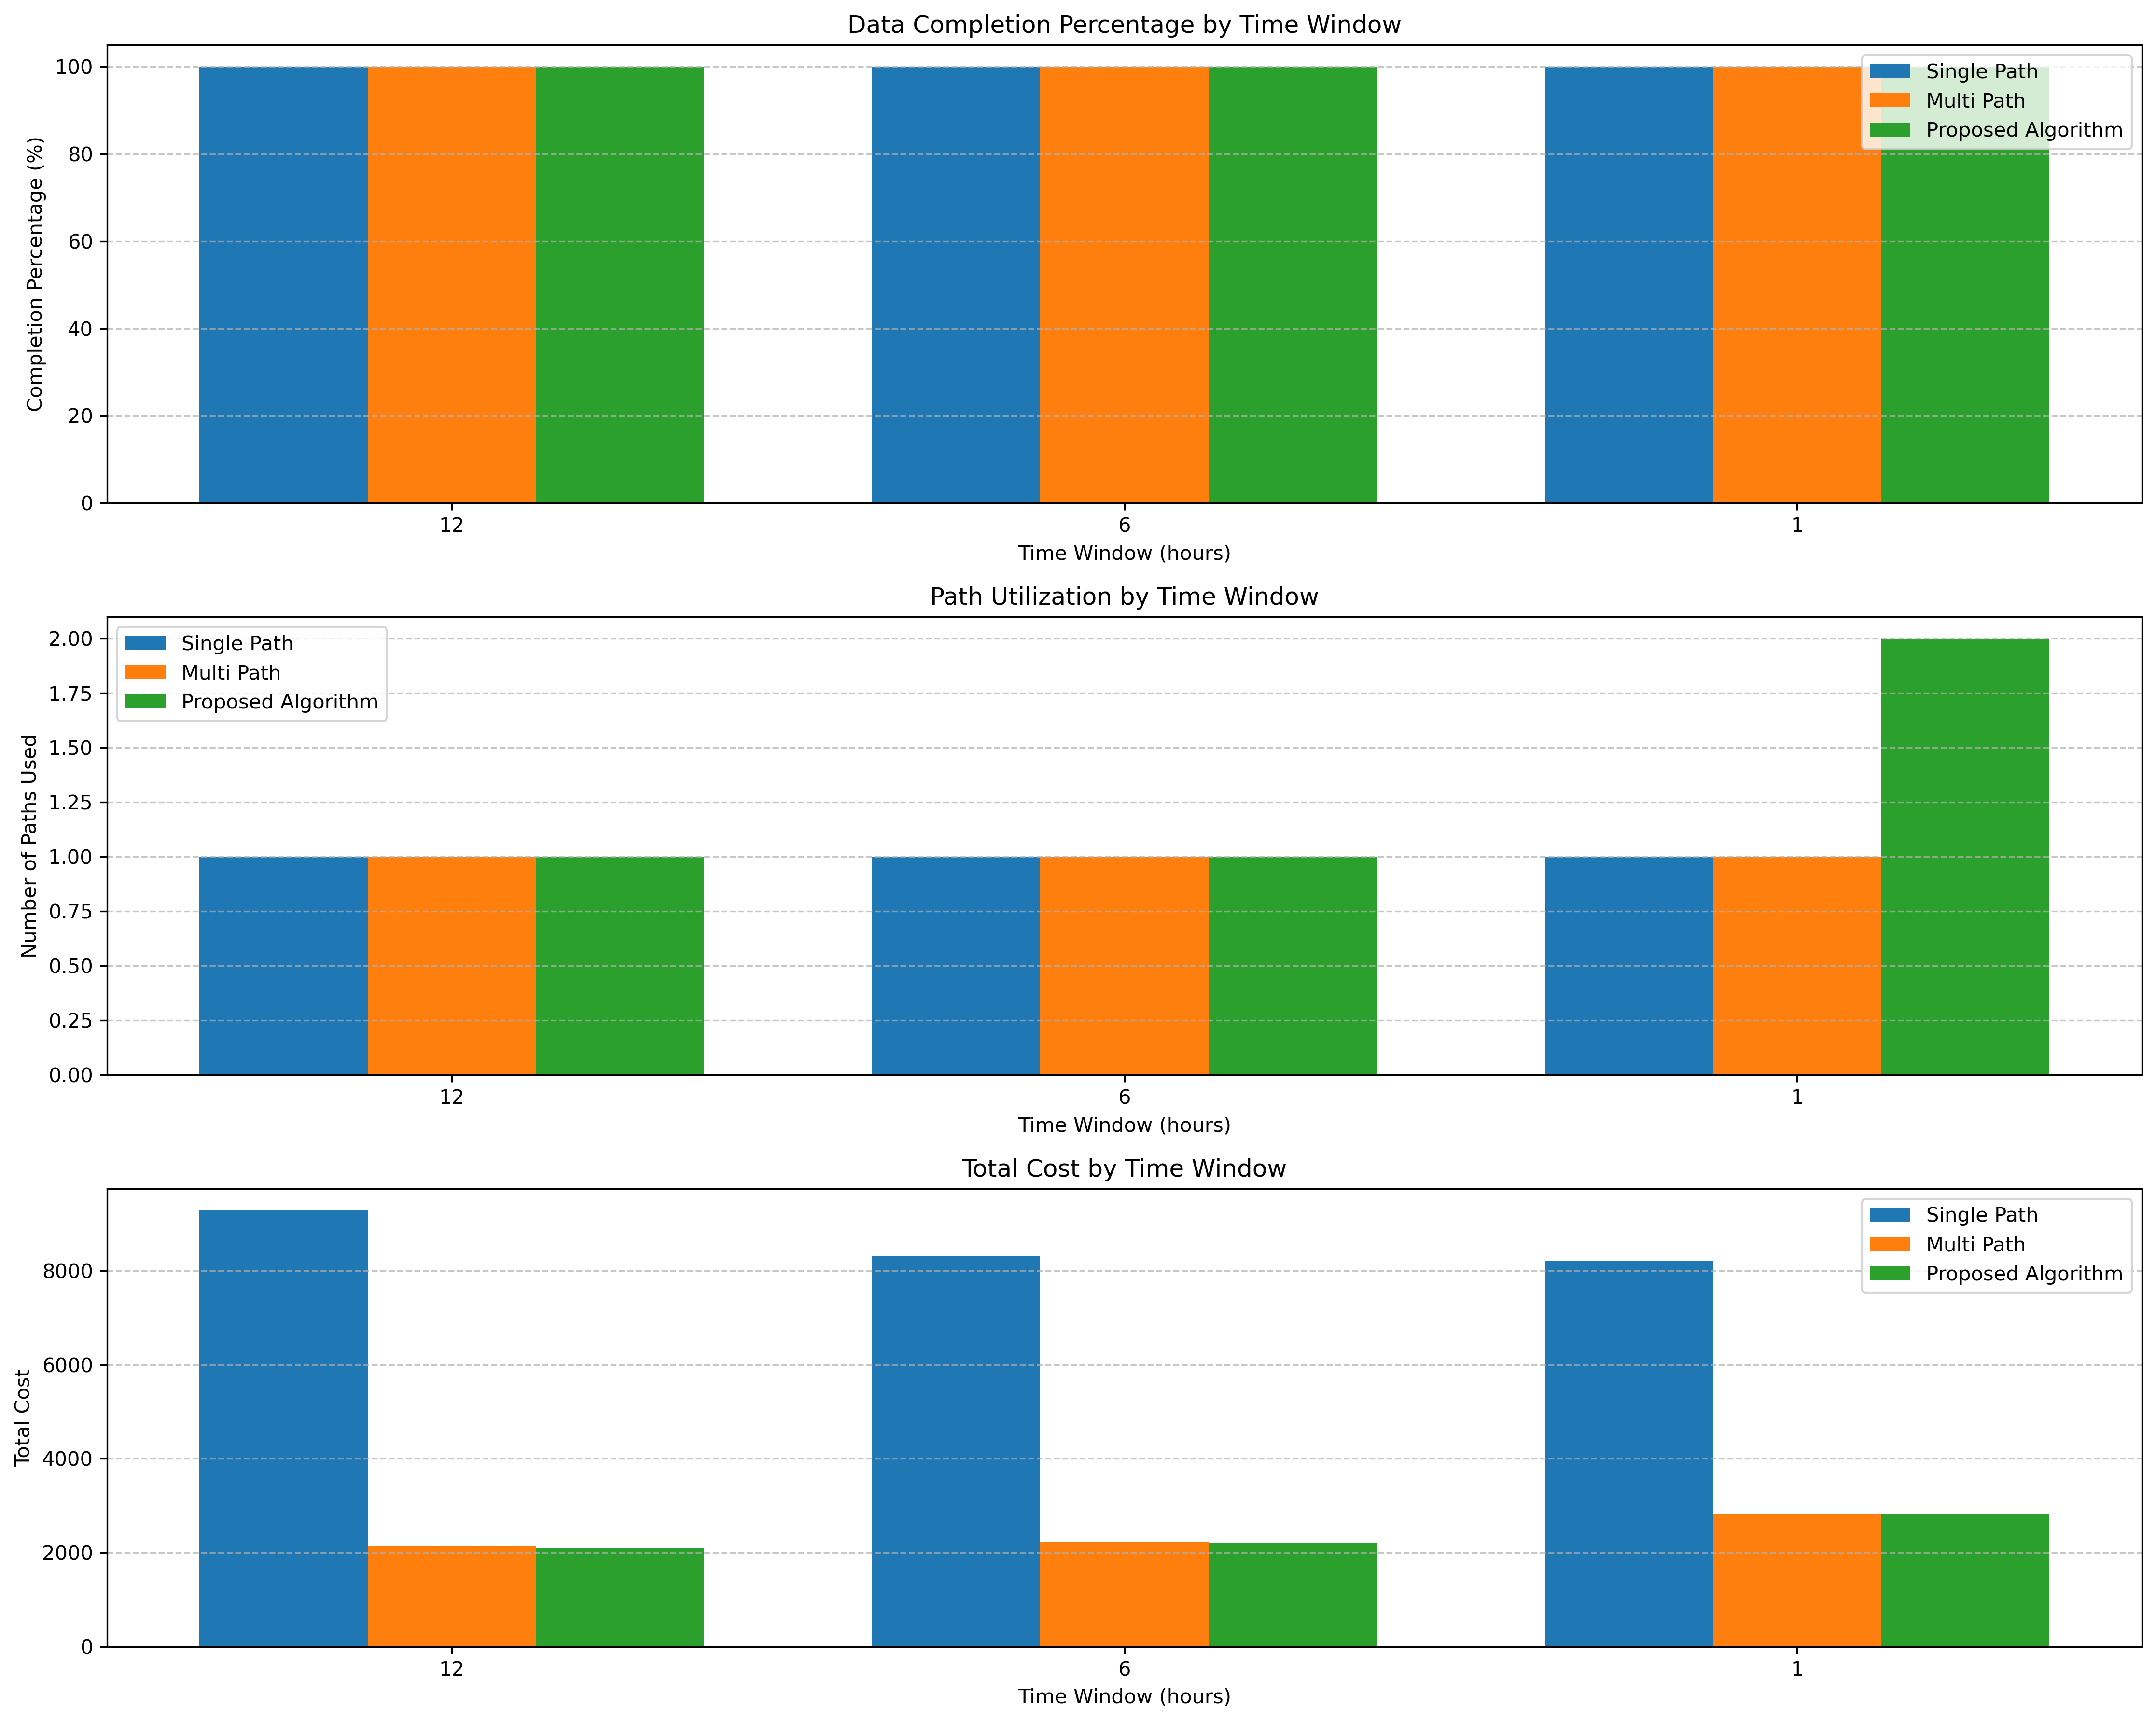 Data Completion Percentage by Time Window
Completion Percentage (%)
100
80
60
40
20
0
Single Path
Multi Path
Proposed Algorithm
12
6
1
Time Window (hours)
Path Utilization by Time Window
Number of Paths Used
2.00
1.75
1.50
1.25
1.00
0.75
0.50
0.25
0.00
Single Path
Multi Path
Proposed Algorithm
12
6
1
Time Window (hours)
Total Cost by Time Window
Total Cost
8000
6000
4000
2000
0
Single Path
Multi Path
Proposed Algorithm
12
6
1
Time Window (hours)